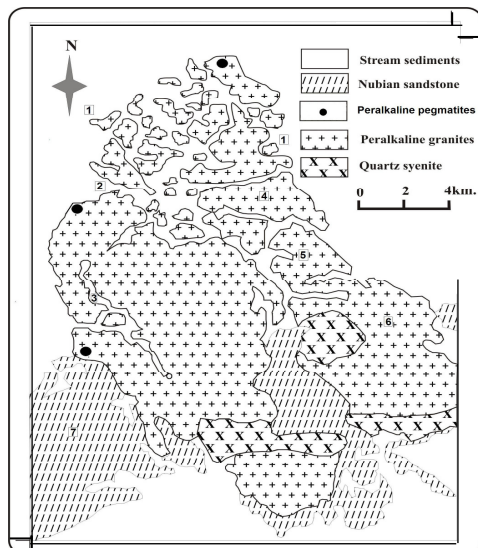 N
Stream sediments
Nubian sandstone
Peralkaline pegmatites
Peralkaline granites
X X X
X X X
Quartz syenite
0 2 4km.
1
1
2
4
5
3
6
7